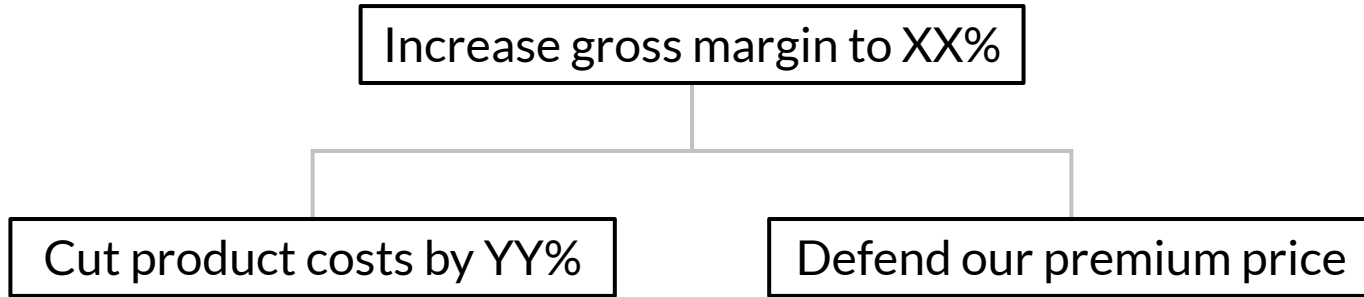 Increase gross margin to XX%
Cut product costs by YY%
Defend our premium price